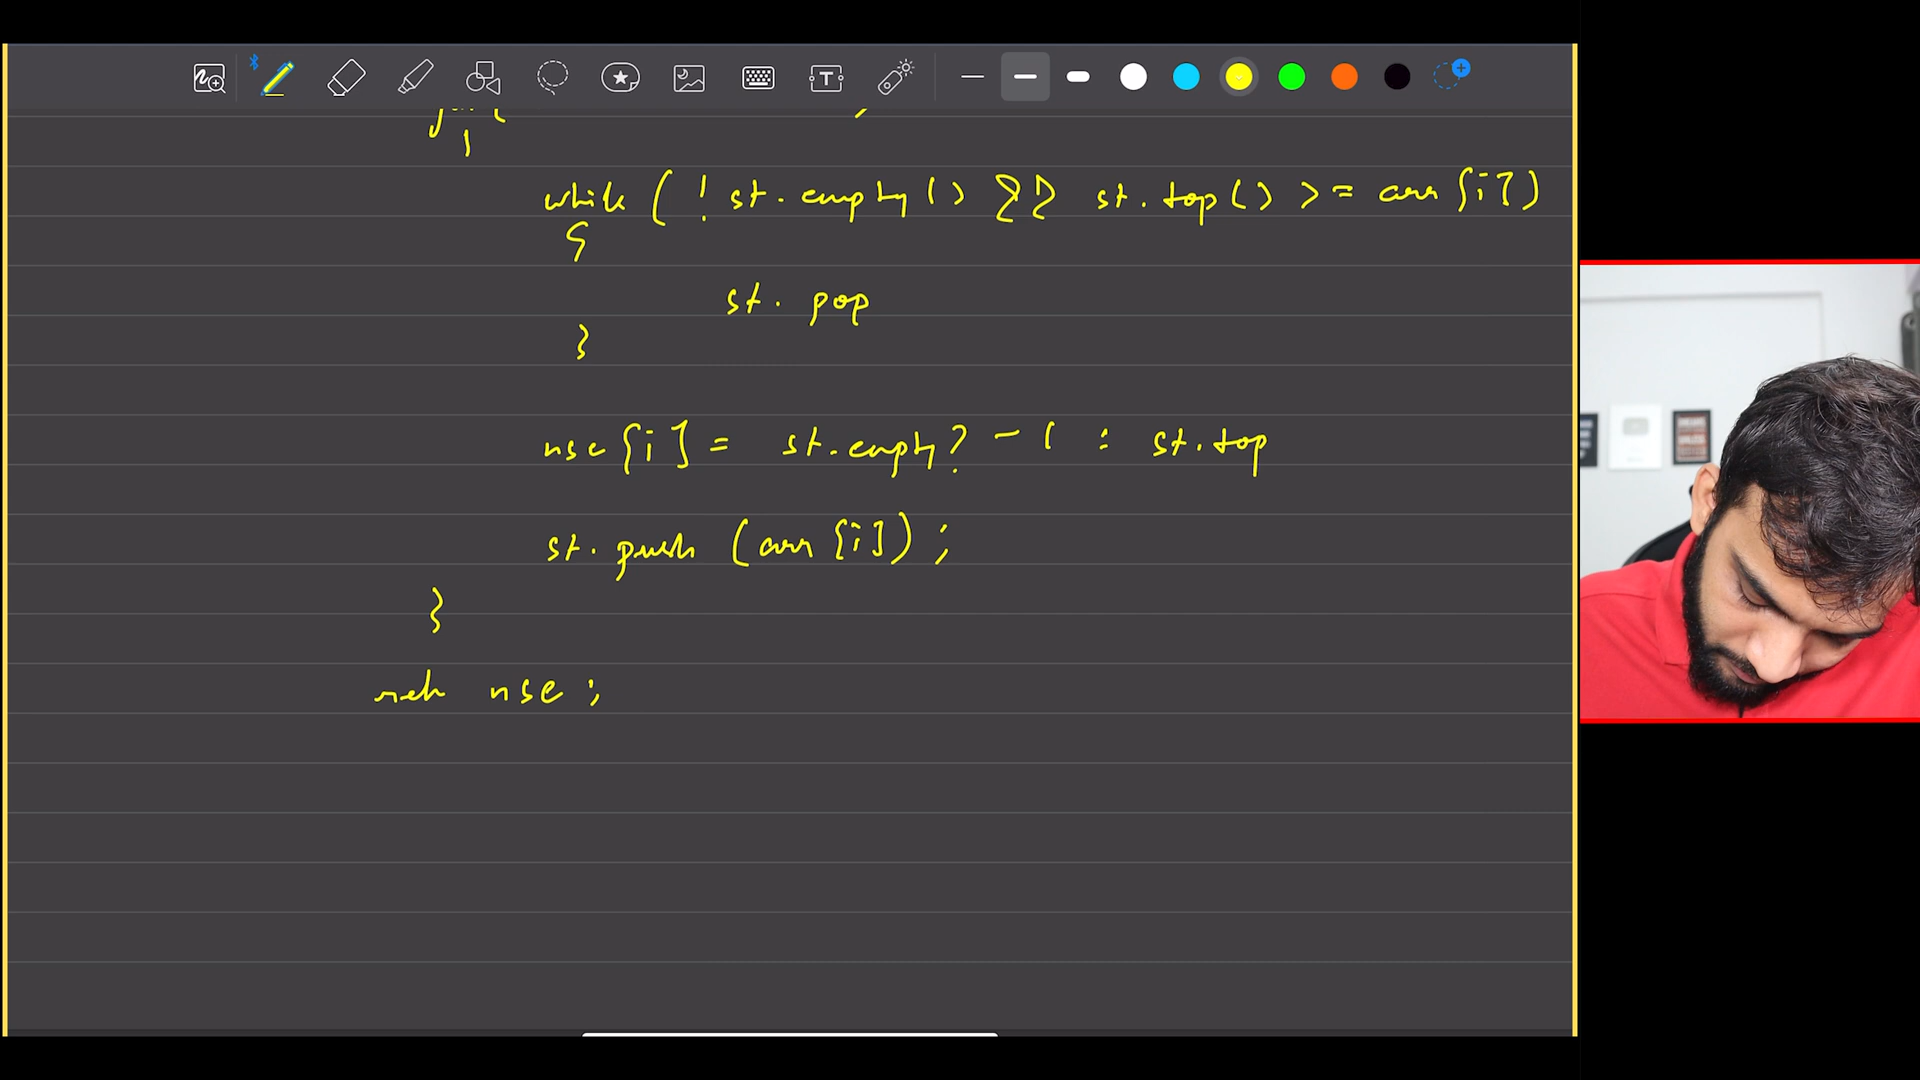 while ( ! st.empty() && st.top() >= arr[i])
{
st. pop
}
nse[i] = st.empty? -1 : st.top
st.push (arr[i]);
}
ret nse;